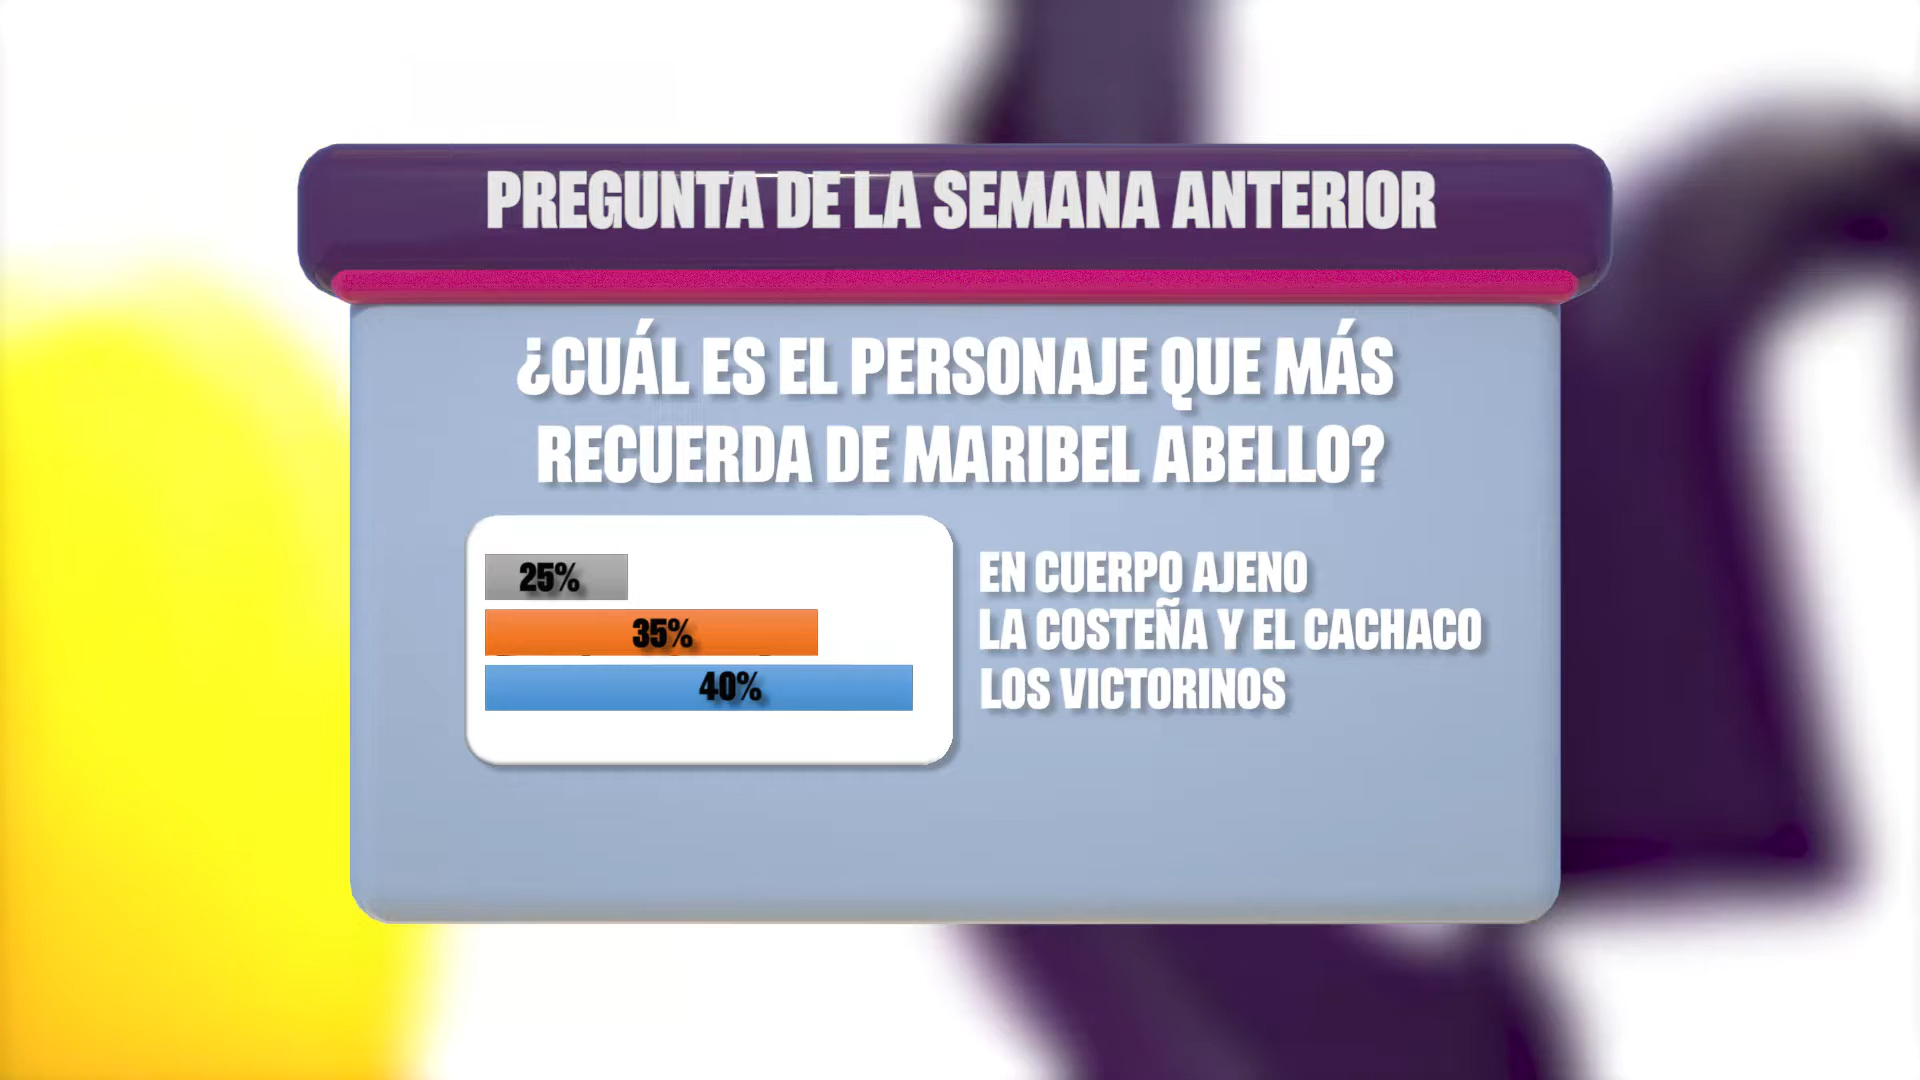 PREGUNTA DE LA SEMANA ANTERIOR
¿CUÁL ES EL PERSONAJE QUE MÁS
RECUERDA DE MARIBEL ABELLO?
25% EN CUERPO AJENO
35% LA COSTEÑA Y EL CACHACO
40% LOS VICTORINOS